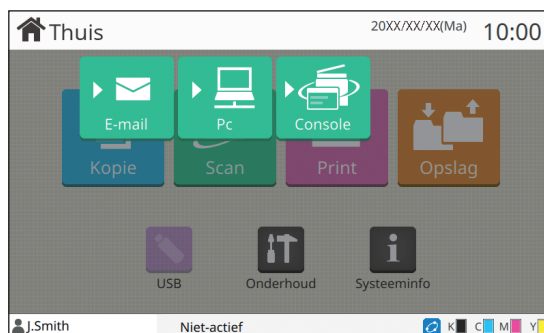 Thuis 20XX/XX/XX(Ma) 10:00
E-mail Pc Console
Kopie Scan Print Opslag
USB Onderhoud Systeeminfo
J.Smith Niet-actief K C M Y